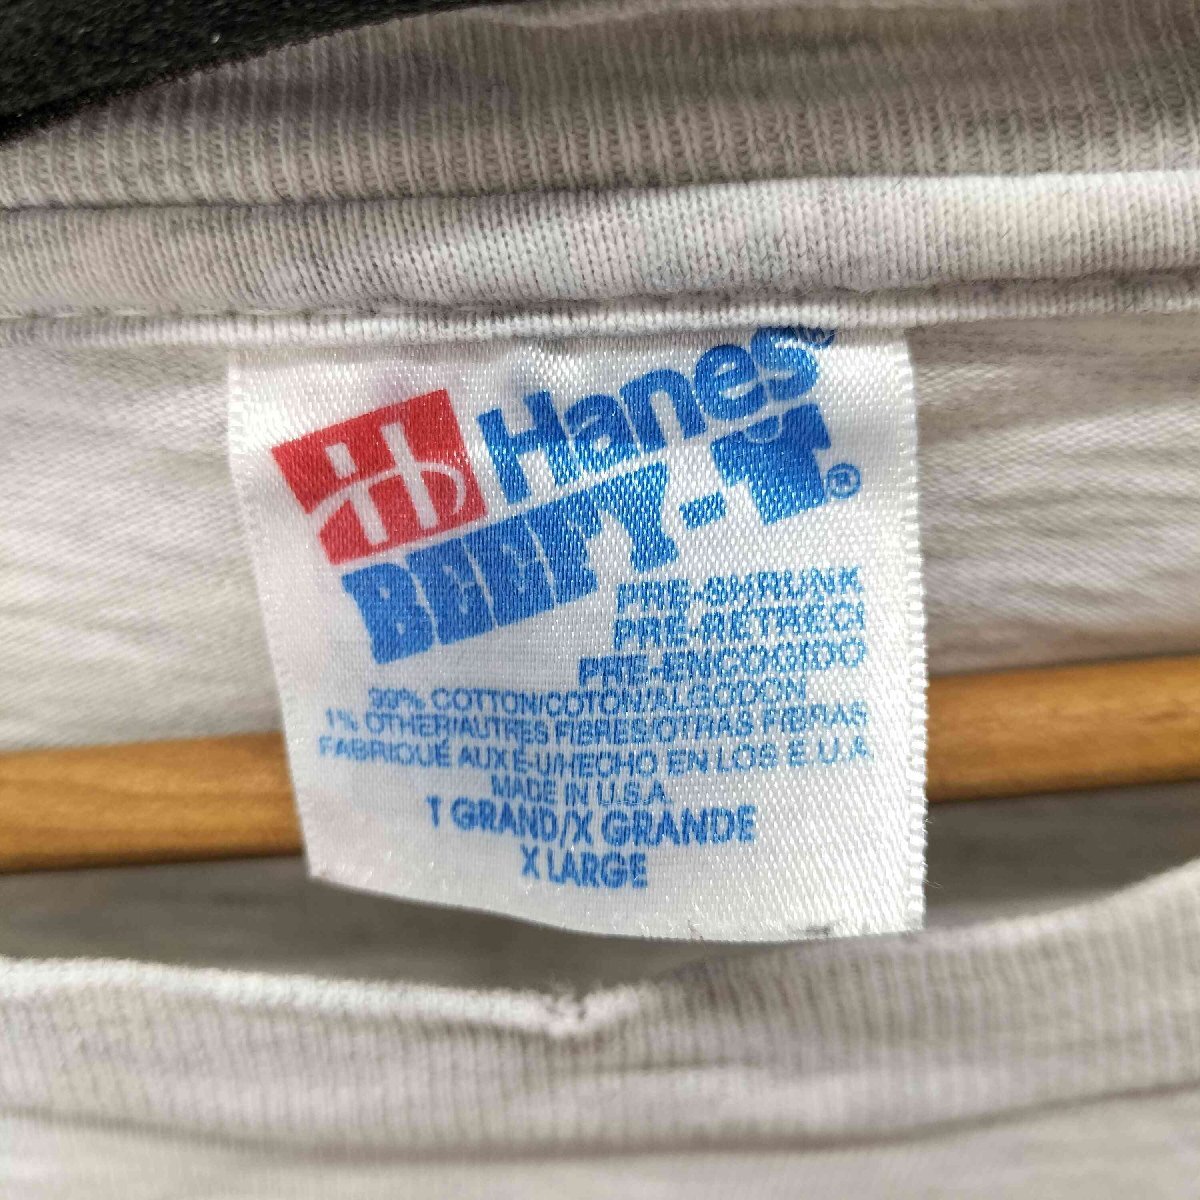 Hanes®
BEEFY-T®
PRE-SHRUNK
PRE-RETRECI
PRE-ENCOGIDO
99% COTTON/COTON/ALGODON
1% OTHER/AUTRES FIBRES/OTRAS FIBRAS
FABRIQUÉ AUX É-U/HECHO EN LOS E.U.A
MADE IN U.S.A
T GRAND/X GRANDE
X LARGE